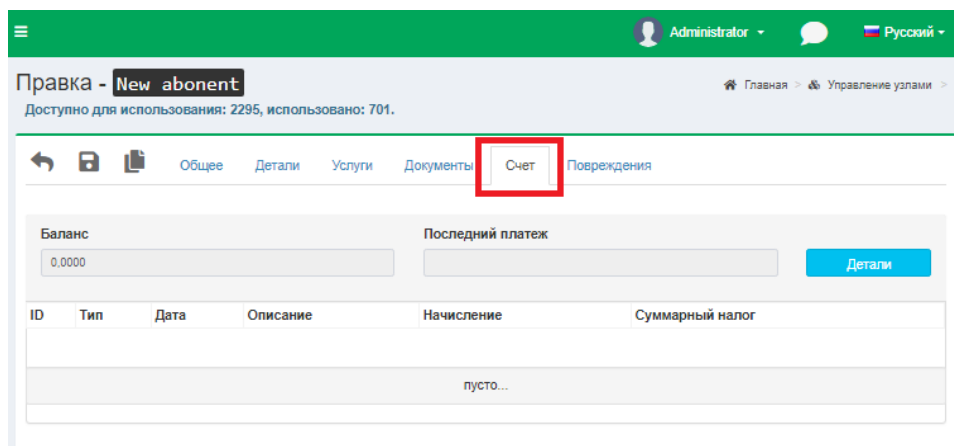 Administrator
Русский
Правка - New abonent
Главная > Управление узлами >
Доступно для использования: 2295, использовано: 701.
Общее Детали Услуги Документы Счет Повреждения
Баланс Последний платеж
0,0000 Детали
ID Тип Дата Описание Начисление Суммарный налог
пусто...